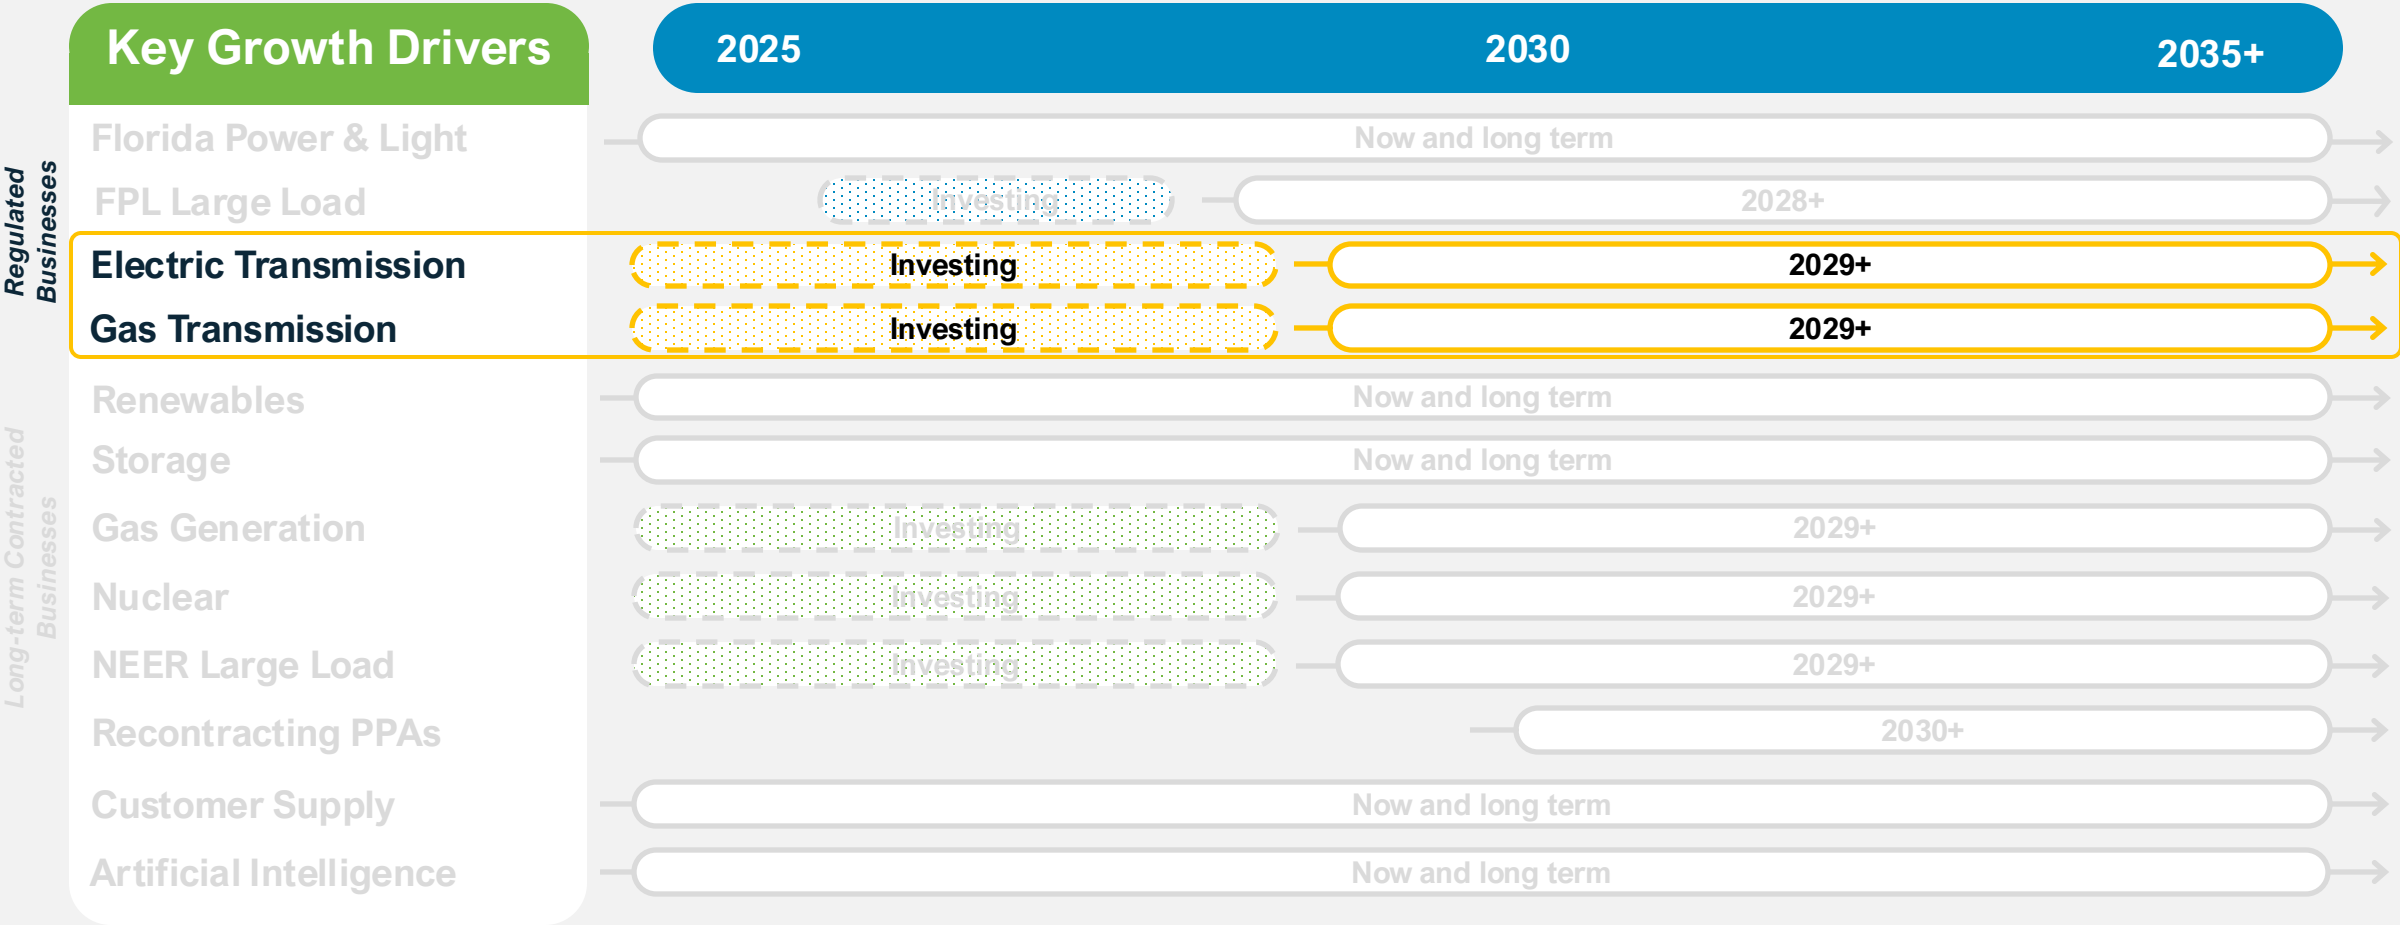 Key Growth Drivers
2025 2030 2035+
Regulated
Businesses
Florida Power & Light Now and long term
FPL Large Load Investing 2028+
Electric Transmission Investing 2029+
Gas Transmission Investing 2029+
Long-term Contracted
Businesses
Renewables Now and long term
Storage Now and long term
Gas Generation Investing 2029+
Nuclear Investing 2029+
NEER Large Load Investing 2029+
Recontracting PPAs 2030+
Customer Supply Now and long term
Artificial Intelligence Now and long term